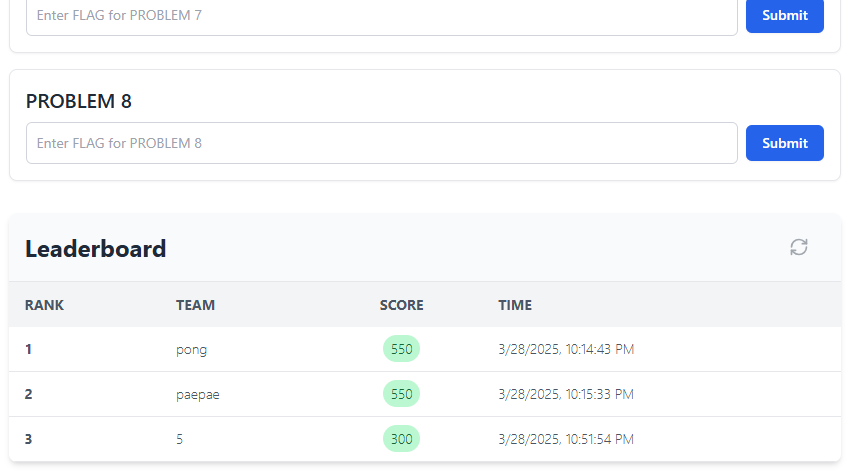 Enter FLAG for PROBLEM 7 Submit
PROBLEM 8
Enter FLAG for PROBLEM 8 Submit
Leaderboard
RANK TEAM SCORE TIME
1 pong 550 3/28/2025, 10:14:43 PM
2 paepae 550 3/28/2025, 10:15:33 PM
3 5 300 3/28/2025, 10:51:54 PM